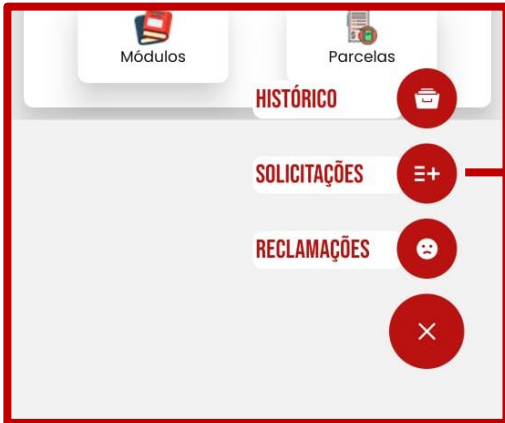 Módulos
Parcelas
HISTÓRICO
SOLICITAÇÕES
RECLAMAÇÕES